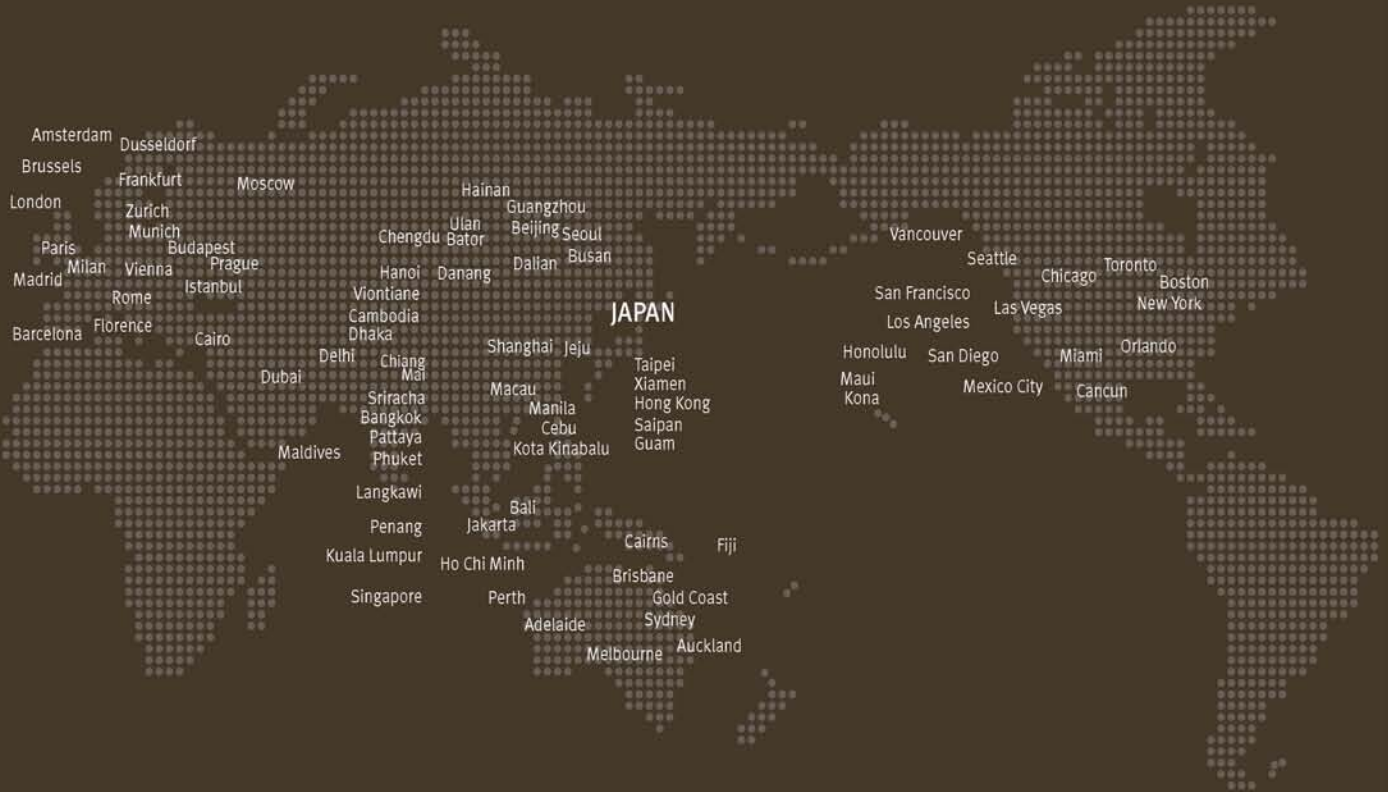 Amsterdam
Dusseldorf
Brussels
Frankfurt
Moscow
London
Zurich
Munich
Paris
Budapest
Milan
Vienna
Prague
Madrid
Istanbul
Rome
Florence
Barcelona
Cairo
Dubai
Maldives
Hainan
Guangzhou
Ulan
Bator
Beijing
Seoul
Chengdu
Busan
Dalian
Hanoi
Danang
Viontiane
Cambodia
Dhaka
Delhi
Chiang
Mai
Sriracha
Bangkok
Pattaya
Phuket
Langkawi
Penang
Kuala Lumpur
Singapore
JAPAN
Shanghai
Jeju
Macau
Manila
Cebu
Kota Kinabalu
Taipei
Xiamen
Hong Kong
Saipan
Guam
Bali
Jakarta
Ho Chi Minh
Perth
Adelaide
Melbourne
Cairns
Fiji
Brisbane
Gold Coast
Sydney
Auckland
Vancouver
Seattle
Chicago
Toronto
Boston
San Francisco
Las Vegas
New York
Los Angeles
Honolulu
San Diego
Miami
Orlando
Maui
Kona
Mexico City
Cancun